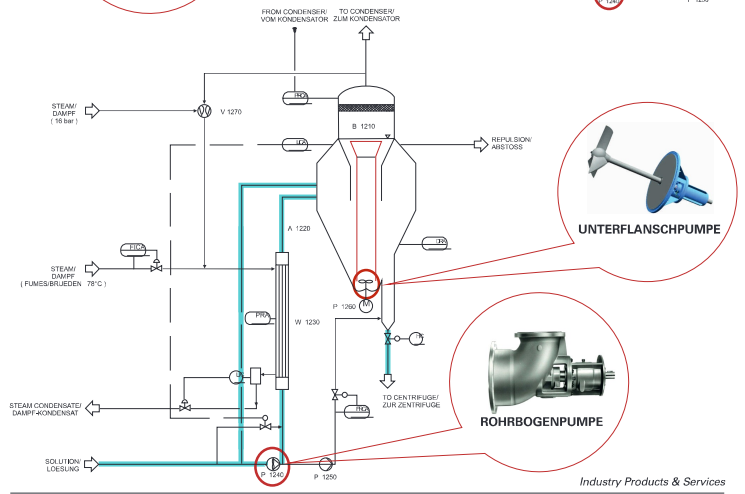 FROM CONDENSER/
VOM KONDENSATOR
TO CONDENSER/
ZUM KONDENSATOR
P 1240
STEAM/
DAMPF
( 16 bar )
V 1270
B 1210
REPULSION/
ABSTOSS
UNTERFLANSCHPUMPE
A 1220
FICA
STEAM/
DAMPF
( FUMES/BRUEDEN 78°C )
PRA
W 1230
P 1260
M
TO CENTRIFUGE/
ZUR ZENTRIFUGE
STEAM CONDENSATE/
DAMPF-KONDENSAT
ROHRBOGENPUMPE
SOLUTION/
LOESUNG
P 1240
P 1250
Industry Products & Services